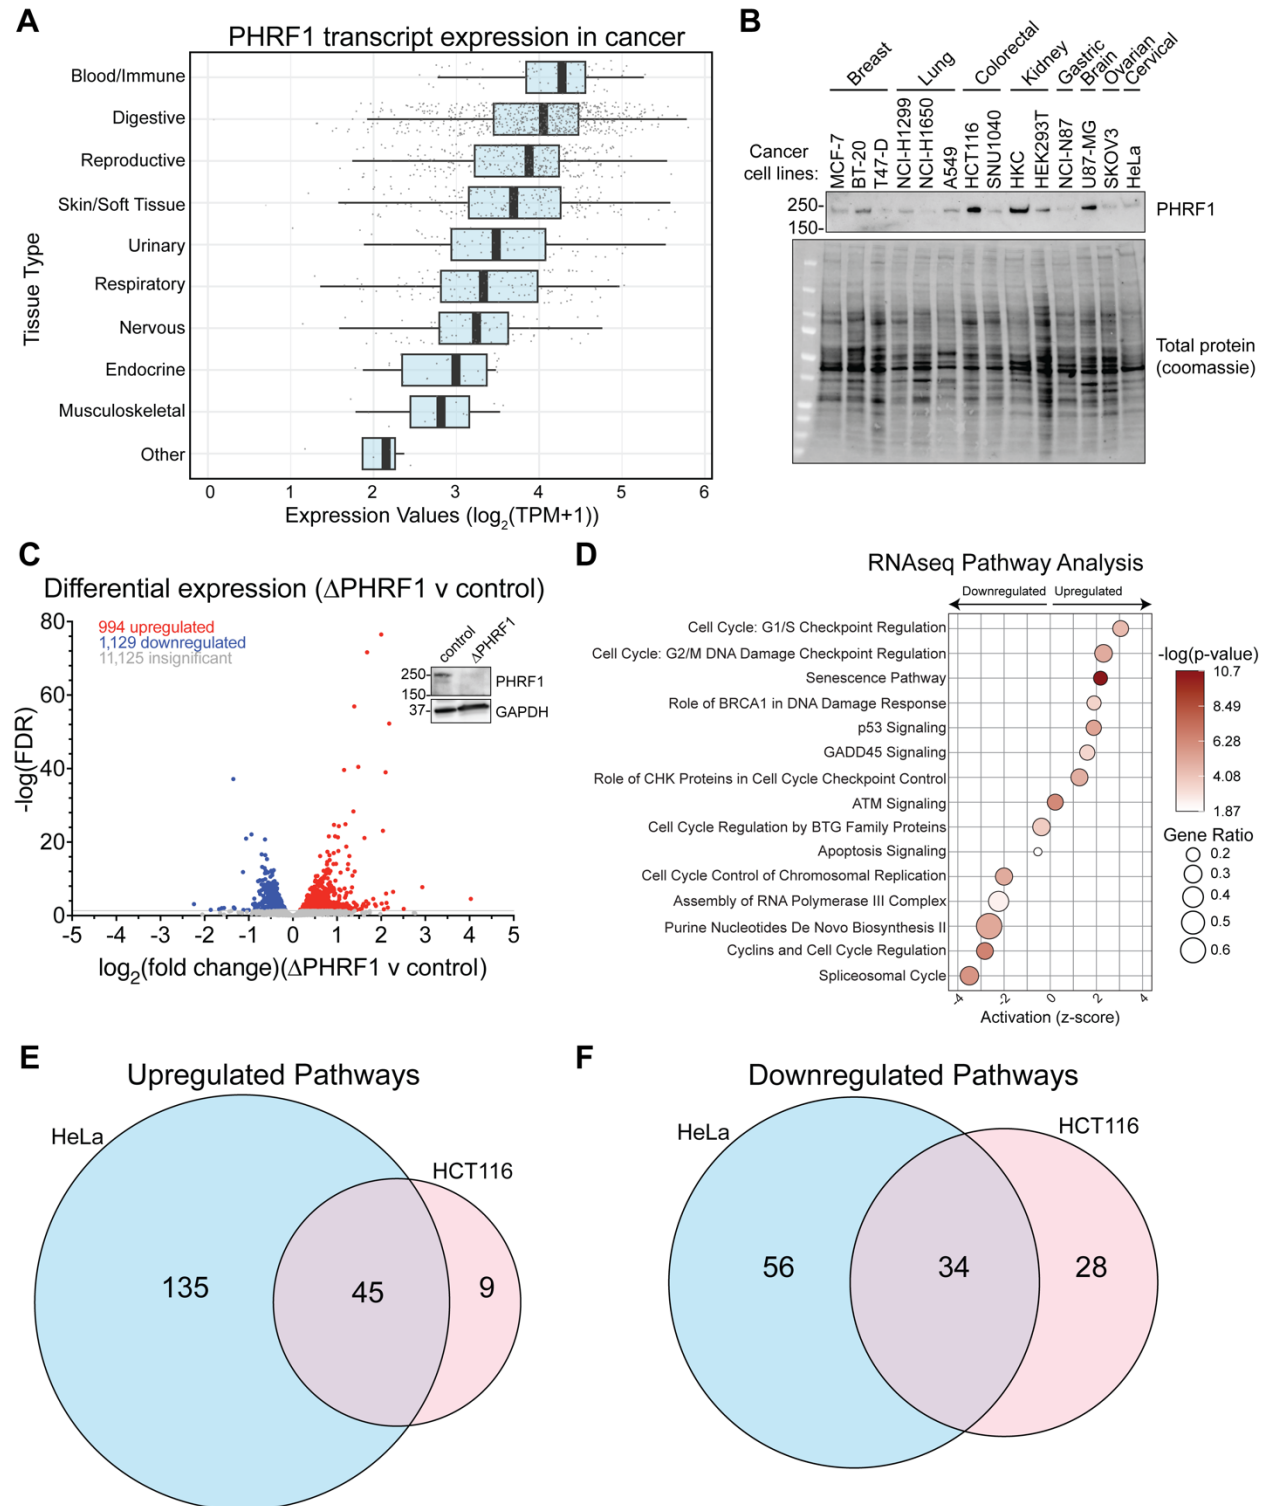 A
PHRF1 transcript expression in cancer
Tissue Type
Blood/Immune
Digestive
Reproductive
Skin/Soft Tissue
Urinary
Respiratory
Nervous
Endocrine
Musculoskeletal
Other
0 1 2 3 4 5 6
Expression Values (log2(TPM+1))
B
Breast Lung Colorectal Kidney Gastric Brain Ovarian Cervical
Cancer
cell lines:
MCF-7 BT-20 T47-D NCI-H1299 NCI-H1650 A549 HCT116 SNU1040 HKC HEK293T NCI-N87 U87-MG SKOV3 HeLa
250-
150-
PHRF1
Total protein
(coomassie)
C
Differential expression (ΔPHRF1 v control)
994 upregulated
1,129 downregulated
11,125 insignificant
-log(FDR)
80
60
40
20
0
control ΔPHRF1
250-
150-
PHRF1
37-
GAPDH
-5 -4 -3 -2 -1 0 1 2 3 4 5
log2(fold change)(ΔPHRF1 v control)
D
RNAseq Pathway Analysis
Downregulated Upregulated
Cell Cycle: G1/S Checkpoint Regulation
Cell Cycle: G2/M DNA Damage Checkpoint Regulation
Senescence Pathway
Role of BRCA1 in DNA Damage Response
p53 Signaling
GADD45 Signaling
Role of CHK Proteins in Cell Cycle Checkpoint Control
ATM Signaling
Cell Cycle Regulation by BTG Family Proteins
Apoptosis Signaling
Cell Cycle Control of Chromosomal Replication
Assembly of RNA Polymerase III Complex
Purine Nucleotides De Novo Biosynthesis II
Cyclins and Cell Cycle Regulation
Spliceosomal Cycle
-4 -2 0 2 4
Activation (z-score)
-log(p-value)
10.7
8.49
6.28
4.08
1.87
Gene Ratio
0.2
0.3
0.4
0.5
0.6
E
Upregulated Pathways
HeLa
HCT116
135 45 9
F
Downregulated Pathways
HeLa
HCT116
56 34 28